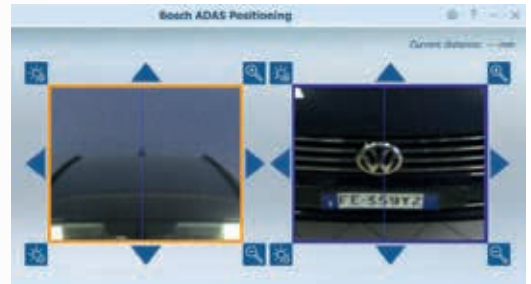 Bosch ADAS Positioning
? - ×
Current distance: --- mm
FE-559YZ